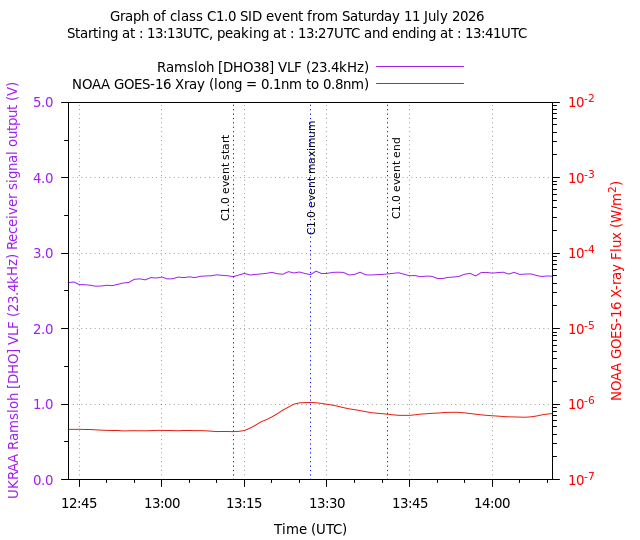 Graph of class C1.0 SID event from Saturday 11 July 2026
Starting at : 13:13UTC, peaking at : 13:27UTC and ending at : 13:41UTC
Ramsloh [DHO38] VLF (23.4kHz)
NOAA GOES-16 Xray (long = 0.1nm to 0.8nm)
UKRAA Ramsloh [DHO] VLF (23.4kHz) Receiver signal output (V)
5.0
4.0
3.0
2.0
1.0
0.0
C1.0 event start
C1.0 event maximum
C1.0 event end
10-2
10-3
10-4
10-5
10-6
10-7
NOAA GOES-16 X-ray Flux (W/m2)
12:45 13:00 13:15 13:30 13:45 14:00
Time (UTC)